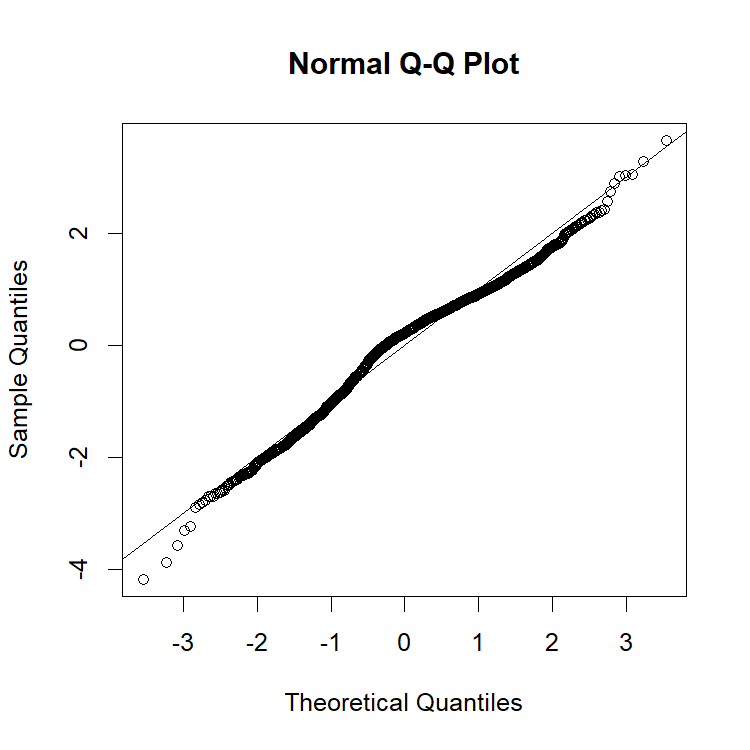 Normal Q-Q Plot
Sample Quantiles
2
0
-2
-4
-3 -2 -1 0 1 2 3
Theoretical Quantiles